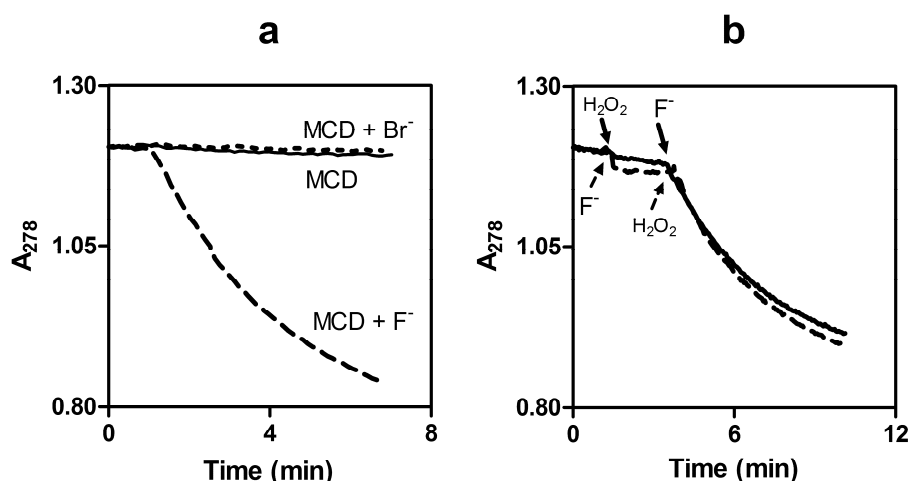 a
1.30
1.05
0.80
A₂₇₈
MCD + Br⁻
MCD
MCD + F⁻
0 4 8
Time (min)
b
1.30
1.05
0.80
A₂₇₈
H₂O₂
F⁻
F⁻
H₂O₂
0 6 12
Time (min)